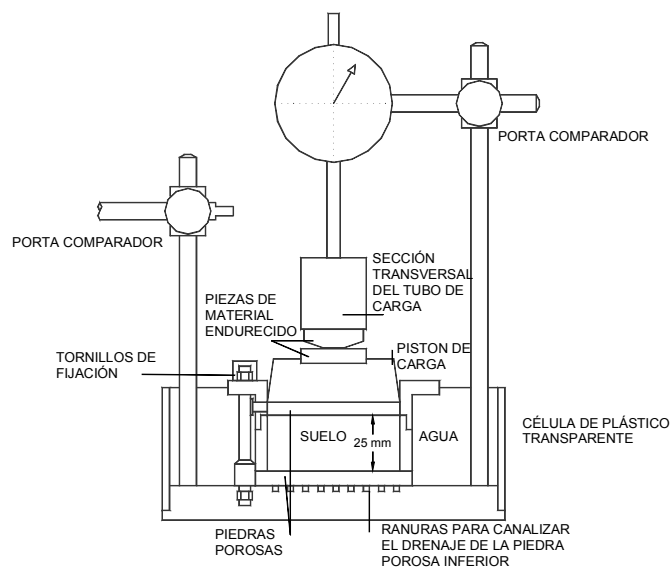 PORTA COMPARADOR
PORTA COMPARADOR
SECCIÓN
TRANSVERSAL
DEL TUBO DE
CARGA
PIEZAS DE
MATERIAL
ENDURECIDO
TORNILLOS DE
FIJACIÓN
PISTON DE
CARGA
SUELO
25 mm
AGUA
CÉLULA DE PLÁSTICO
TRANSPARENTE
PIEDRAS
POROSAS
RANURAS PARA CANALIZAR
EL DRENAJE DE LA PIEDRA
POROSA INFERIOR